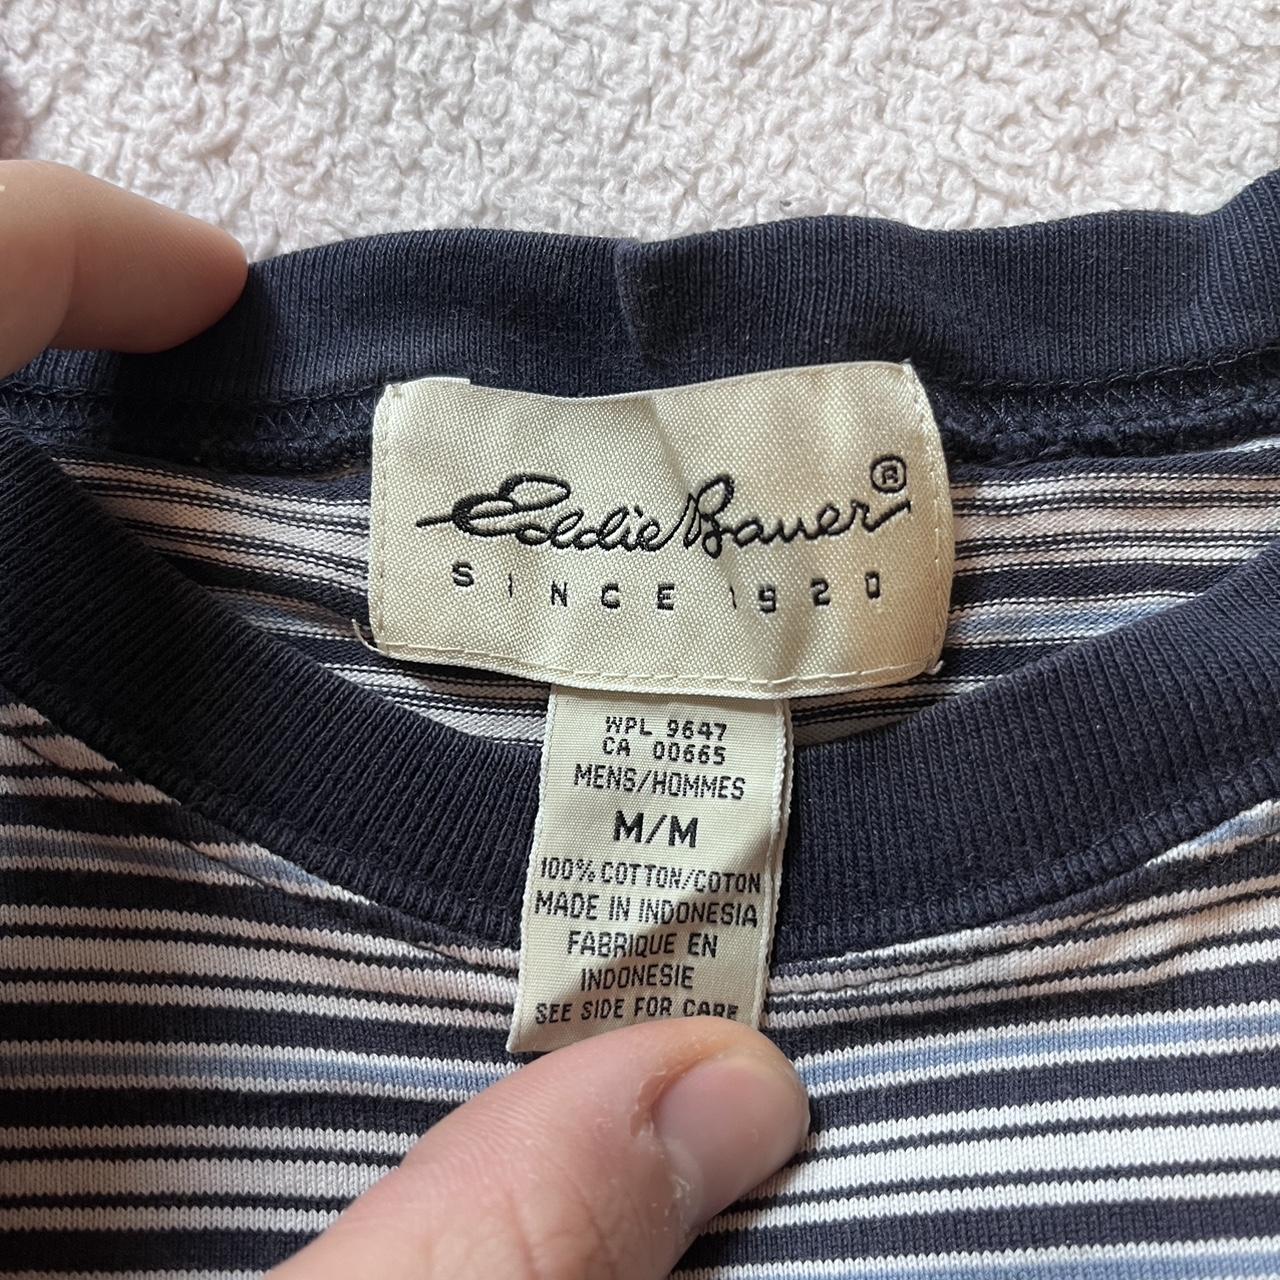 Eddie Bauer®
SINCE 1920
WPL 9647
CA 00665
MENS/HOMMES
M/M
100% COTTON/COTON
MADE IN INDONESIA
FABRIQUE EN
INDONESIE
SEE SIDE FOR CARE